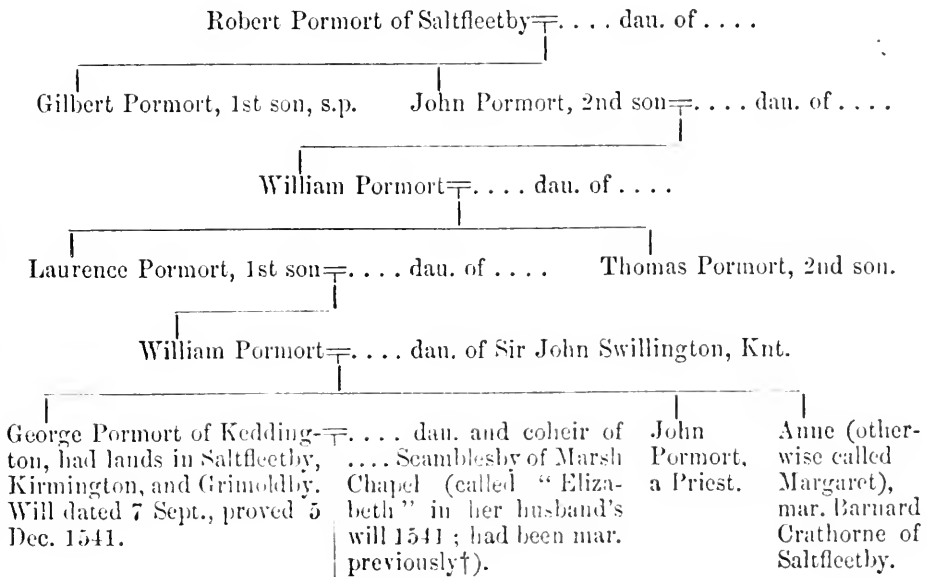 Robert Pormort of Saltfleetby=. . . . dau. of . . . .
Gilbert Pormort, 1st son, s.p. John Pormort, 2nd son=. . . . dau. of . . . .
William Pormort=. . . . dau. of . . . .
Laurence Pormort, 1st son=. . . . dau. of . . . . Thomas Pormort, 2nd son.
William Pormort=. . . . dau. of Sir John Swillington, Knt.
George Pormort of Kedding-=. . . . dau. and coheir of John Anne (other-
ton, had lands in Saltfleetby, . . . . Scamblesby of Marsh Pormort, wise called
Kirmington, and Grimoldby. Chapel (called “ Eliza- a Priest. Margaret),
Will dated 7 Sept., proved 5 beth ” in her husband's mar. Barnard
Dec. 1541. will 1541 ; had been mar. Crathorne of
previously†). Saltfleetby.